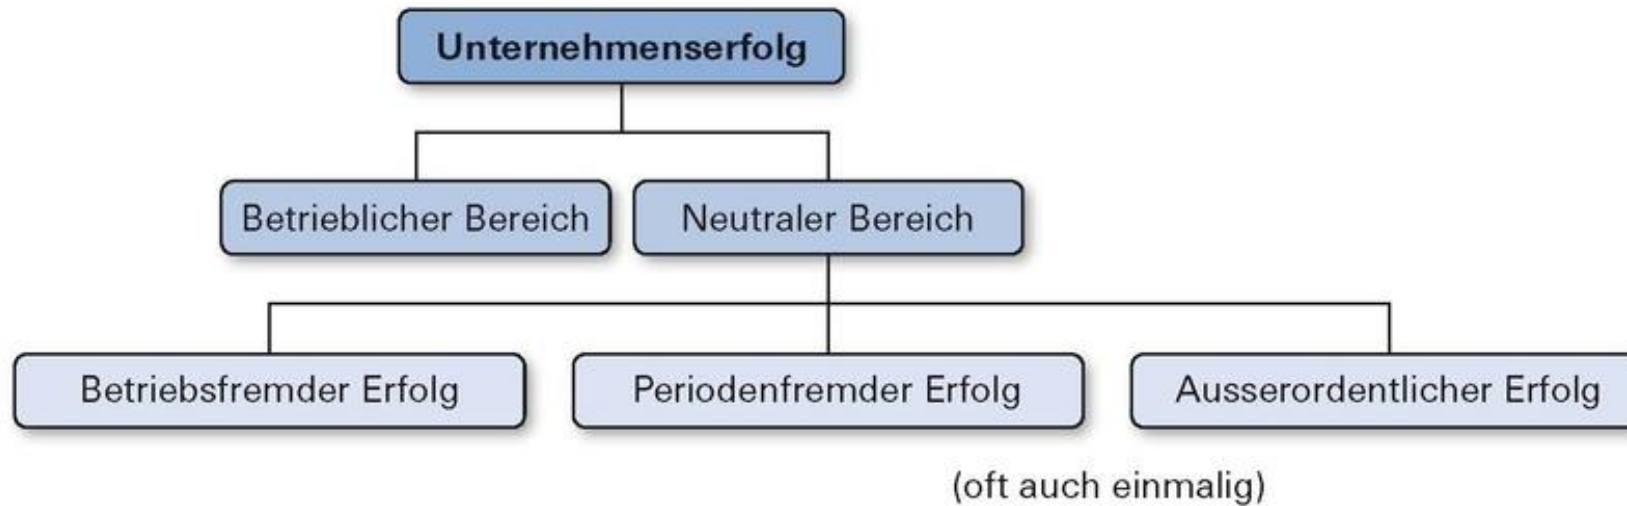 Unternehmenserfolg
Betrieblicher Bereich
Neutraler Bereich
Betriebsfremder Erfolg
Periodenfremder Erfolg
Ausserordentlicher Erfolg
(oft auch einmalig)